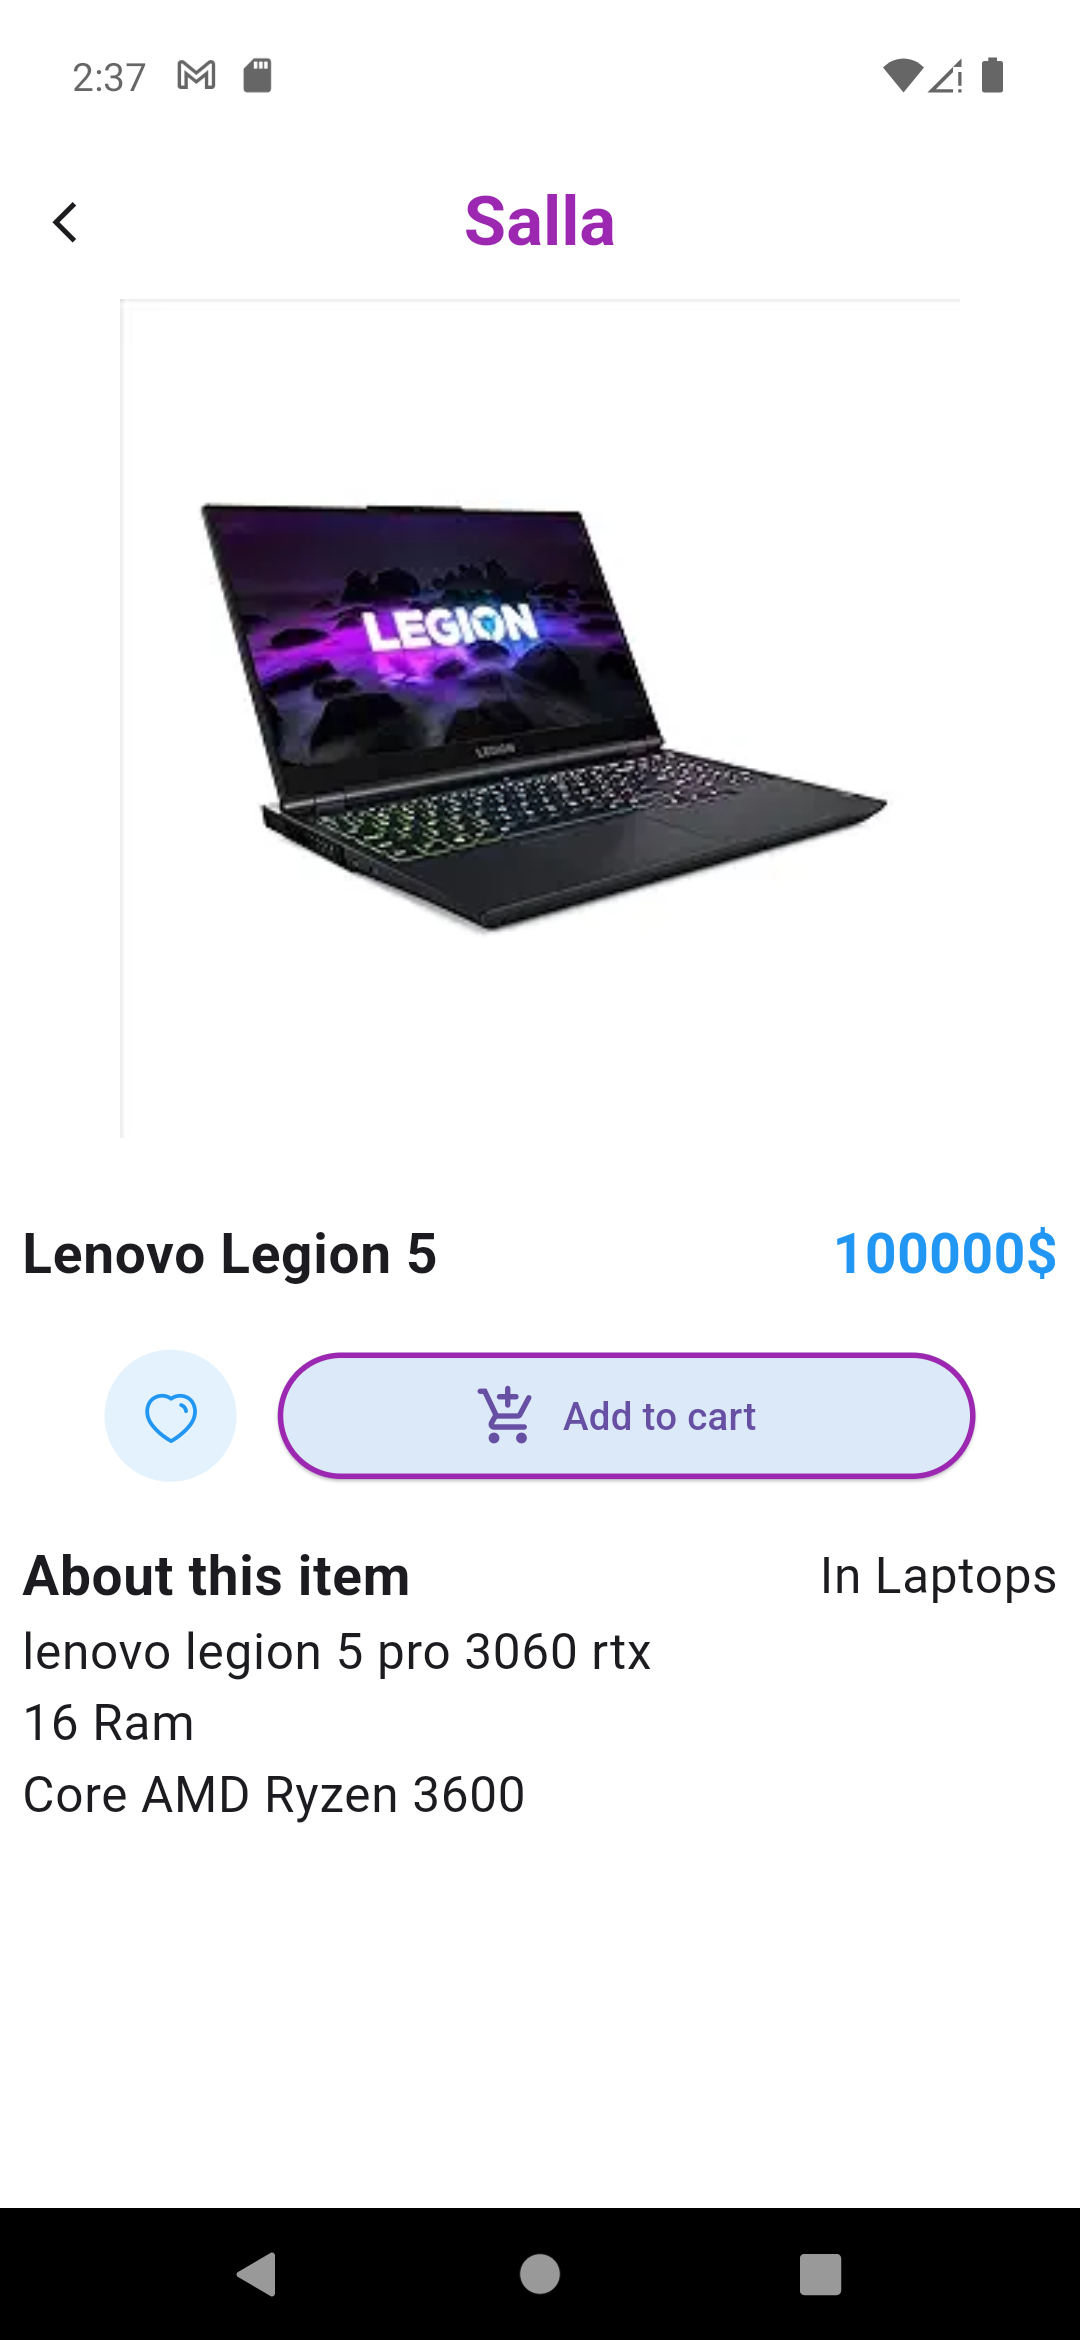 2:37
Salla
LEGION
LEGION
Lenovo Legion 5
100000$
Add to cart
About this item
In Laptops
lenovo legion 5 pro 3060 rtx
16 Ram
Core AMD Ryzen 3600